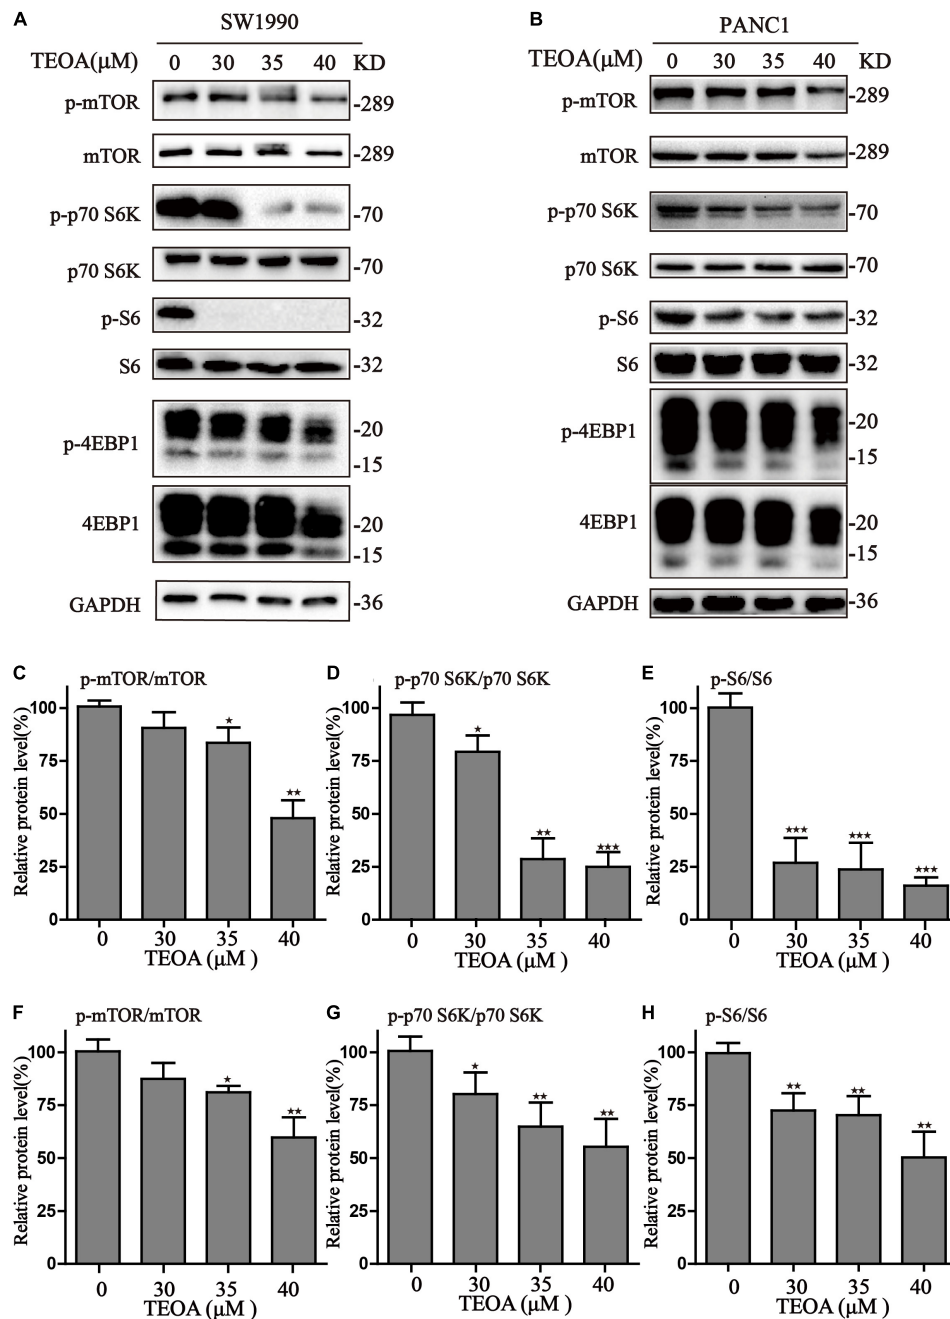 A
SW1990
TEOA(μM) 0 30 35 40 KD
p-mTOR -289
mTOR -289
p-p70 S6K -70
p70 S6K -70
p-S6 -32
S6 -32
p-4EBP1 -20
-15
4EBP1 -20
-15
GAPDH -36
B
PANC1
TEOA(μM) 0 30 35 40 KD
p-mTOR -289
mTOR -289
p-p70 S6K -70
p70 S6K -70
p-S6 -32
S6 -32
p-4EBP1 -20
-15
4EBP1 -20
-15
GAPDH -36
C
p-mTOR/mTOR
Relative protein level(%)
100
75
50
25
0
★
★★
0 30 35 40
TEOA (μM )
D
p-p70 S6K/p70 S6K
Relative protein level(%)
100
75
50
25
0
★
★★
★★★
0 30 35 40
TEOA (μM )
E
p-S6/S6
Relative protein level(%)
100
75
50
25
0
★★★
★★★
★★★
0 30 35 40
TEOA (μM )
F
p-mTOR/mTOR
Relative protein level(%)
100
75
50
25
0
★
★★
0 30 35 40
TEOA (μM )
G
p-p70 S6K/p70 S6K
Relative protein level(%)
100
75
50
25
0
★
★★
★★
0 30 35 40
TEOA (μM )
H
p-S6/S6
Relative protein level(%)
100
75
50
25
0
★★
★★
★★
0 30 35 40
TEOA (μM )